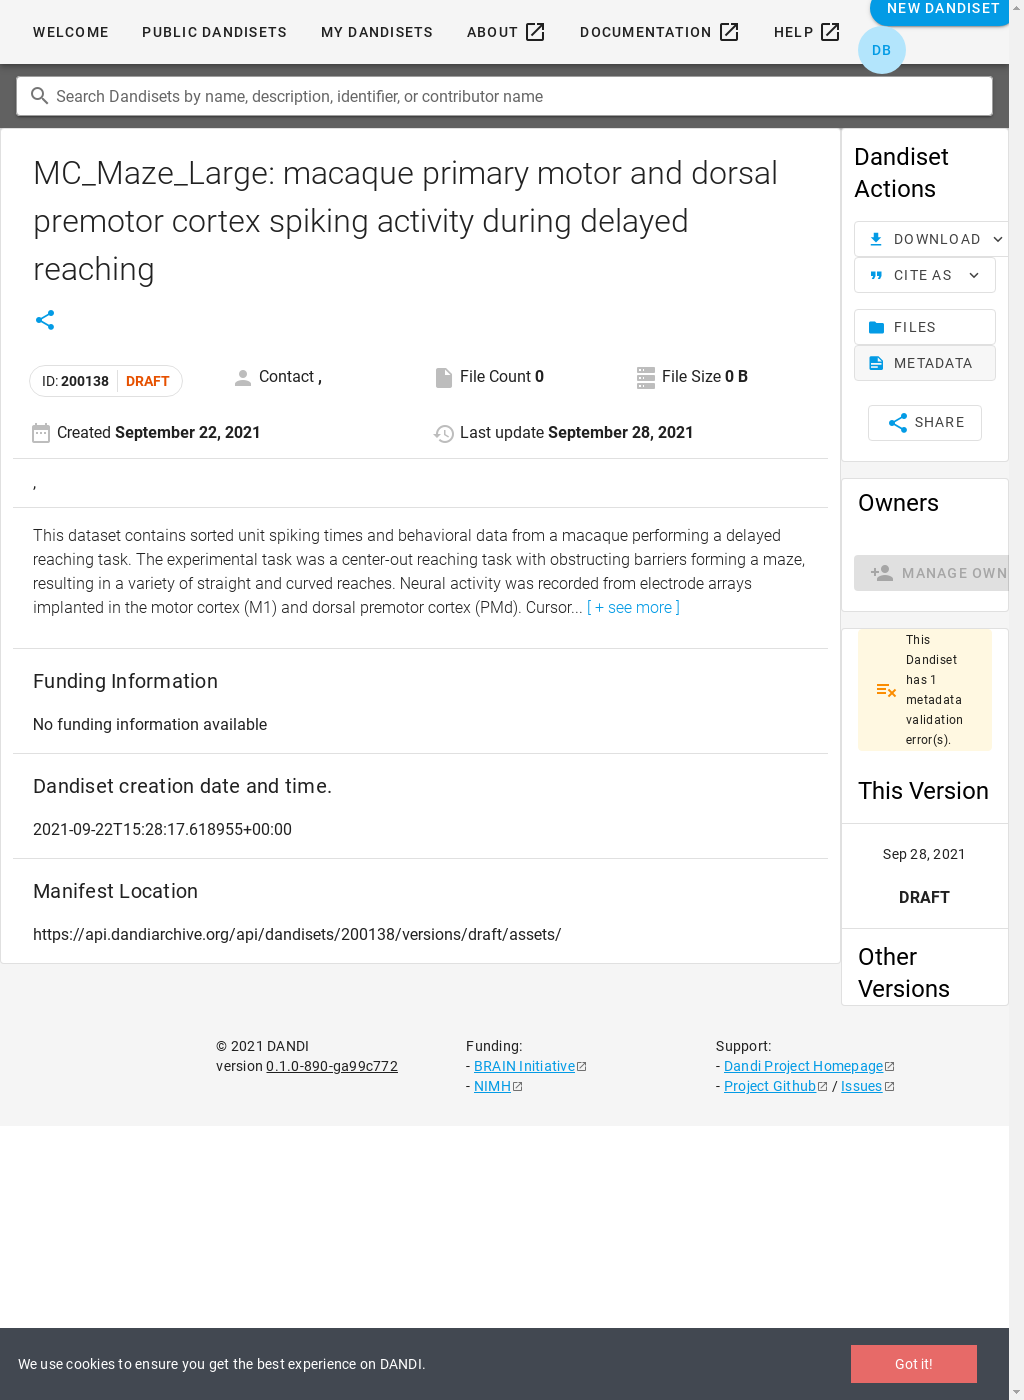 WELCOME PUBLIC DANDISETS MY DANDISETS ABOUT DOCUMENTATION HELP NEW DANDISET
DB
Search Dandisets by name, description, identifier, or contributor name
MC_Maze_Large: macaque primary motor and dorsal
premotor cortex spiking activity during delayed
reaching
ID: 200138 DRAFT
Contact ,
File Count 0
File Size 0 B
Created September 22, 2021
Last update September 28, 2021
,
This dataset contains sorted unit spiking times and behavioral data from a macaque performing a delayed
reaching task. The experimental task was a center-out reaching task with obstructing barriers forming a maze,
resulting in a variety of straight and curved reaches. Neural activity was recorded from electrode arrays
implanted in the motor cortex (M1) and dorsal premotor cortex (PMd). Cursor... [ + see more ]
Funding Information
No funding information available
Dandiset creation date and time.
2021-09-22T15:28:17.618955+00:00
Manifest Location
https://api.dandiarchive.org/api/dandisets/200138/versions/draft/assets/
Dandiset
Actions
DOWNLOAD
CITE AS
FILES
METADATA
SHARE
Owners
MANAGE OWN
This
Dandiset
has 1
metadata
validation
error(s).
This Version
Sep 28, 2021
DRAFT
Other
Versions
© 2021 DANDI
version 0.1.0-890-ga99c772
Funding:
- BRAIN Initiative
- NIMH
Support:
- Dandi Project Homepage
- Project Github / Issues
We use cookies to ensure you get the best experience on DANDI.
Got it!